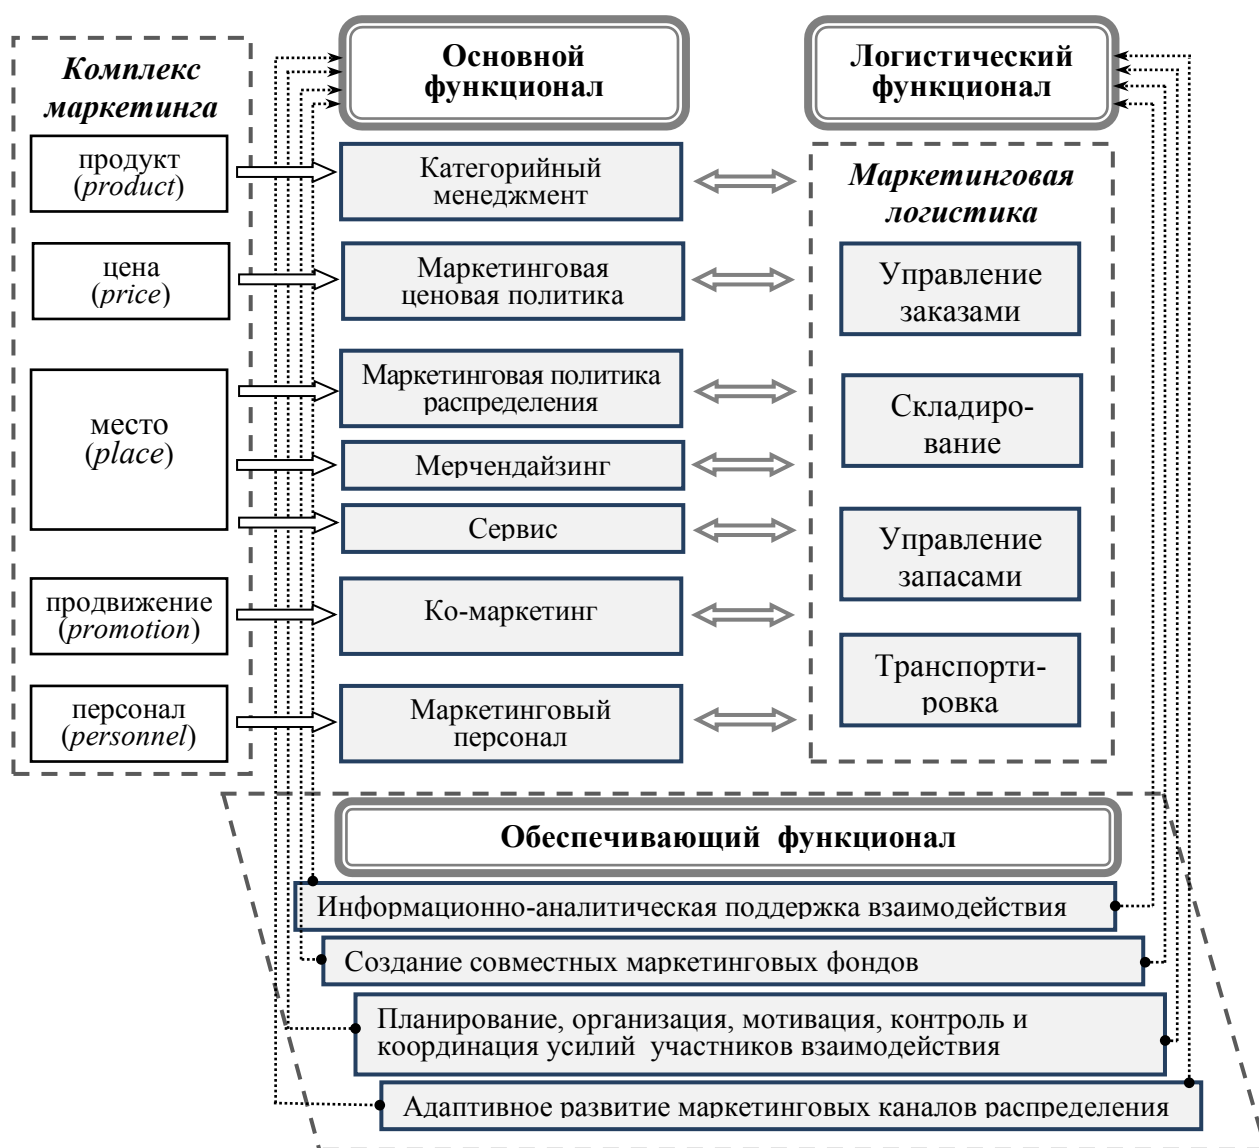 Комплекс
маркетинга
продукт
(product)
цена
(price)
место
(place)
продвижение
(promotion)
персонал
(personnel)
Основной
функционал
Категорийный
менеджмент
Маркетинговая
ценовая политика
Маркетинговая политика
распределения
Мерчендайзинг
Сервис
Ко-маркетинг
Маркетинговый
персонал
Логистический
функционал
Маркетинговая
логистика
Управление
заказами
Складиро-
вание
Управление
запасами
Транспорти-
ровка
Обеспечивающий функционал
Информационно-аналитическая поддержка взаимодействия
Создание совместных маркетинговых фондов
Планирование, организация, мотивация, контроль и
координация усилий участников взаимодействия
Адаптивное развитие маркетинговых каналов распределения